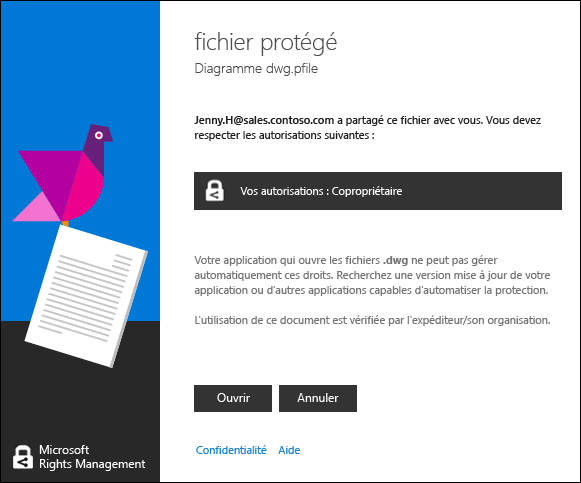 fichier protégé
Diagramme dwg.pfile
Jenny.H@sales.contoso.com a partagé ce fichier avec vous. Vous devez
respecter les autorisations suivantes :
Vos autorisations : Copropriétaire
Votre application qui ouvre les fichiers .dwg ne peut pas gérer
automatiquement ces droits. Recherchez une version mise à jour de votre
application ou d'autres applications capables d'automatiser la protection.
L'utilisation de ce document est vérifiée par l'expéditeur/son organisation.
Ouvrir
Annuler
Confidentialité
Aide
Microsoft
Rights Management